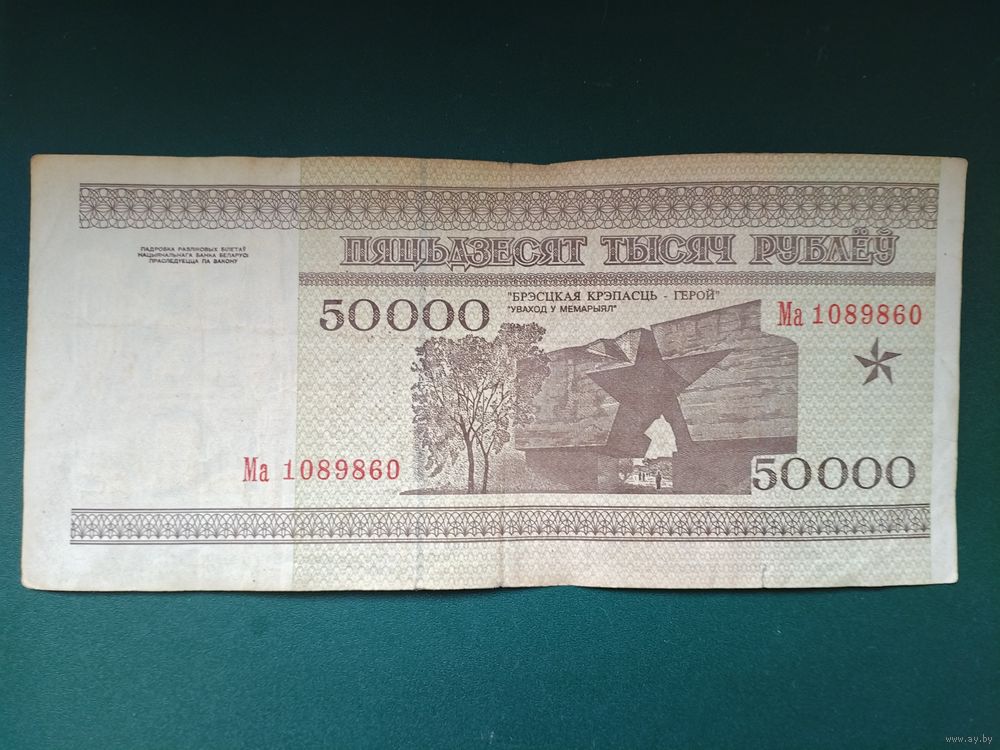 ПЯЦЬДЗЕСЯТ ТЫСЯЧ РУБЛЁЎ
ПАДРОБКА РАЗЛІКОВЫХ БІЛЕТАЎ
НАЦЫЯНАЛЬНАГА БАНКА БЕЛАРУСІ
ПРАСЛЕДУЕЦЦА ПА ЗАКОНУ
50000
"БРЭСЦКАЯ КРЭПАСЦЬ - ГЕРОЙ"
"УВАХОД У МЕМАРЫЯЛ"
Ма 1089860
Ма 1089860
50000
www.ay.by